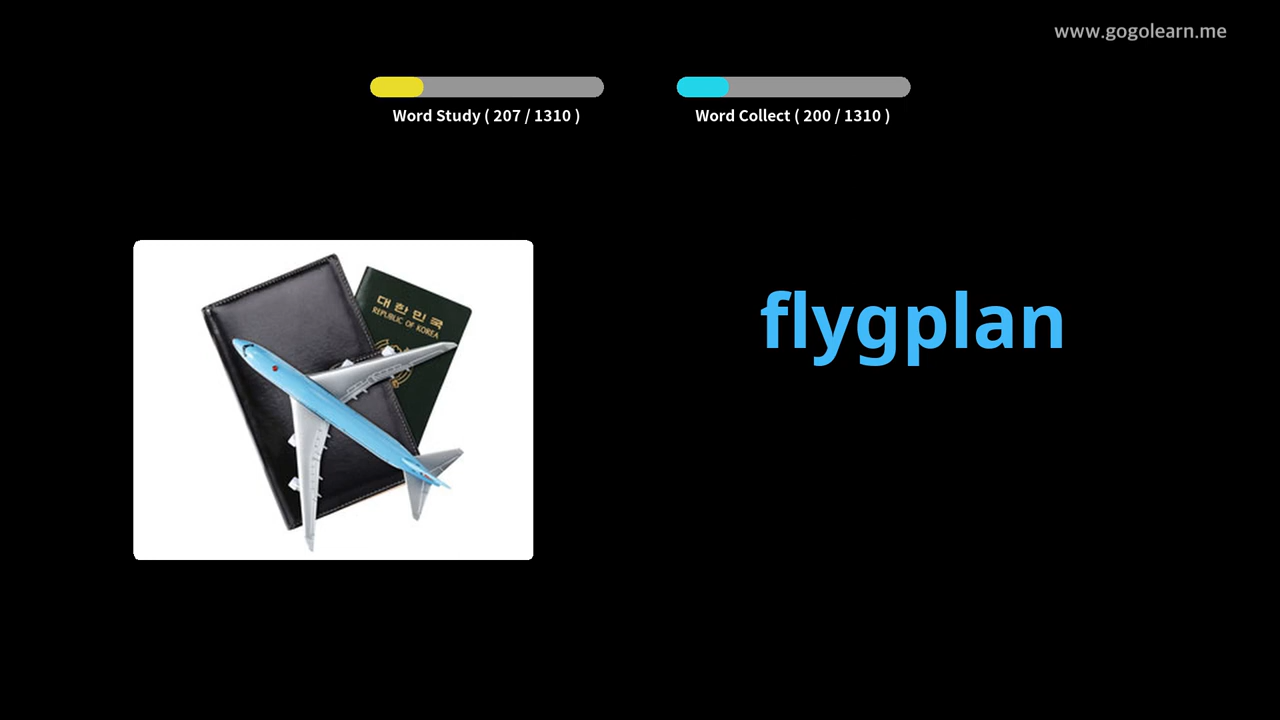 www.gogolearn.me
Word Study ( 207 / 1310 )
Word Collect ( 200 / 1310 )
대한민국
REPUBLIC OF KOREA
flygplan